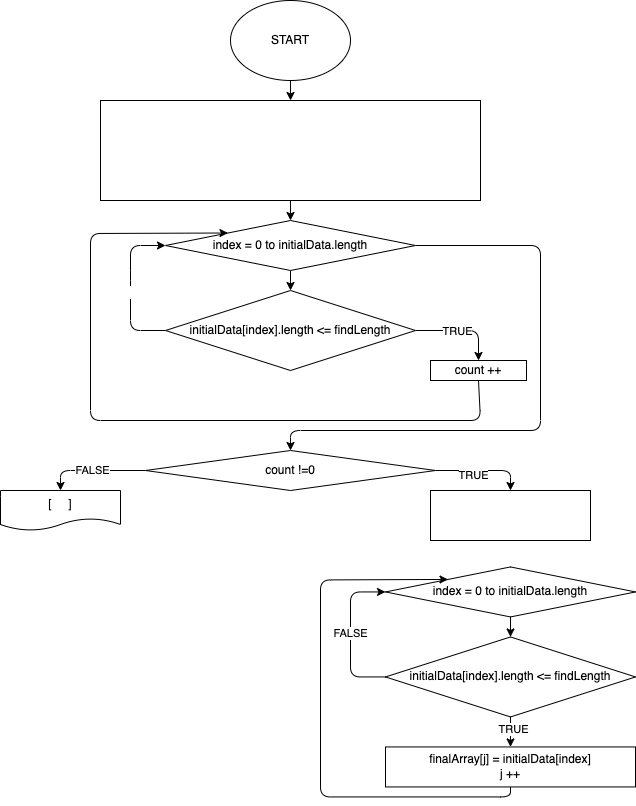 START
index = 0 to initialData.length
initialData[index].length <= findLength
TRUE
count ++
count !=0
FALSE
TRUE
[ ]
index = 0 to initialData.length
FALSE
initialData[index].length <= findLength
TRUE
finalArray[j] = initialData[index]
j ++